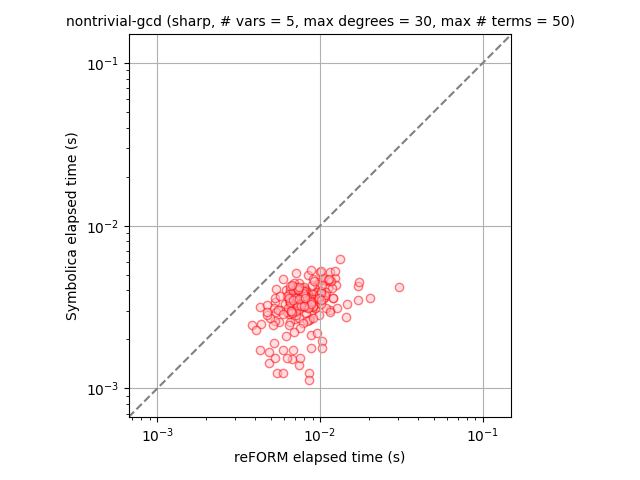 nontrivial-gcd (sharp, # vars = 5, max degrees = 30, max # terms = 50)
Symbolica elapsed time (s)
10⁻¹
10⁻²
10⁻³
10⁻³ 10⁻² 10⁻¹
reFORM elapsed time (s)